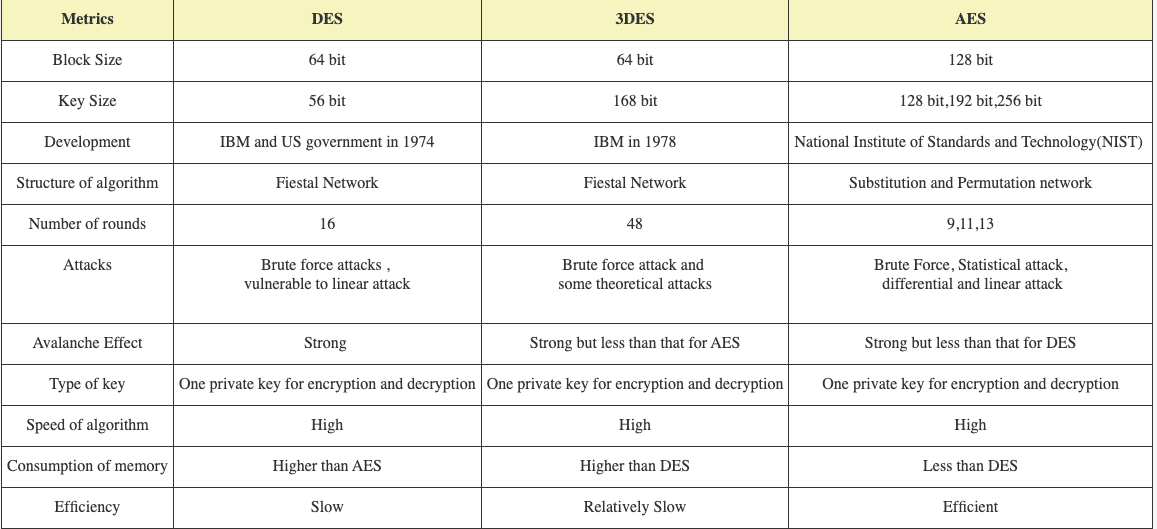 Metrics DES 3DES AES
Block Size 64 bit 64 bit 128 bit
Key Size 56 bit 168 bit 128 bit,192 bit,256 bit
Development IBM and US government in 1974 IBM in 1978 National Institute of Standards and Technology(NIST)
Structure of algorithm Fiestal Network Fiestal Network Substitution and Permutation network
Number of rounds 16 48 9,11,13
Attacks Brute force attacks , Brute force attack and Brute Force, Statistical attack,
vulnerable to linear attack some theoretical attacks differential and linear attack
Avalanche Effect Strong Strong but less than that for AES Strong but less than that for DES
Type of key One private key for encryption and decryption One private key for encryption and decryption One private key for encryption and decryption
Speed of algorithm High High High
Consumption of memory Higher than AES Higher than DES Less than DES
Efficiency Slow Relatively Slow Efficient